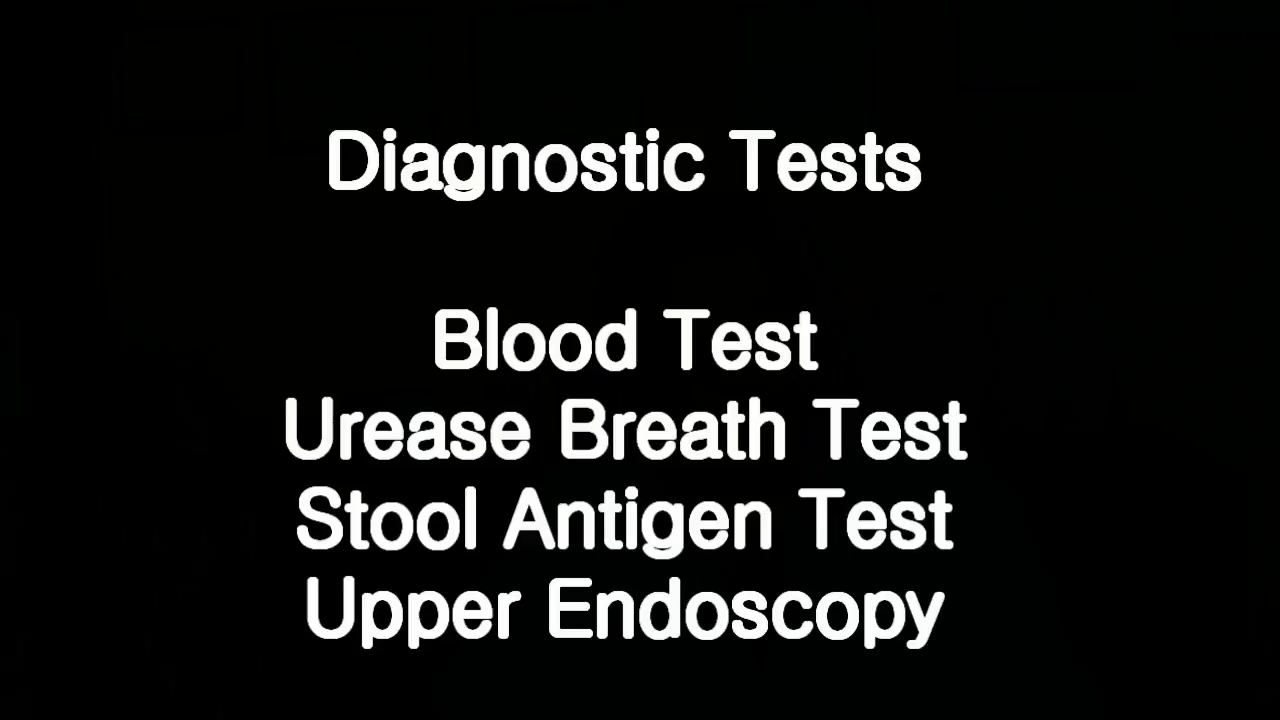 Diagnostic Tests
Blood Test
Urease Breath Test
Stool Antigen Test
Upper Endoscopy